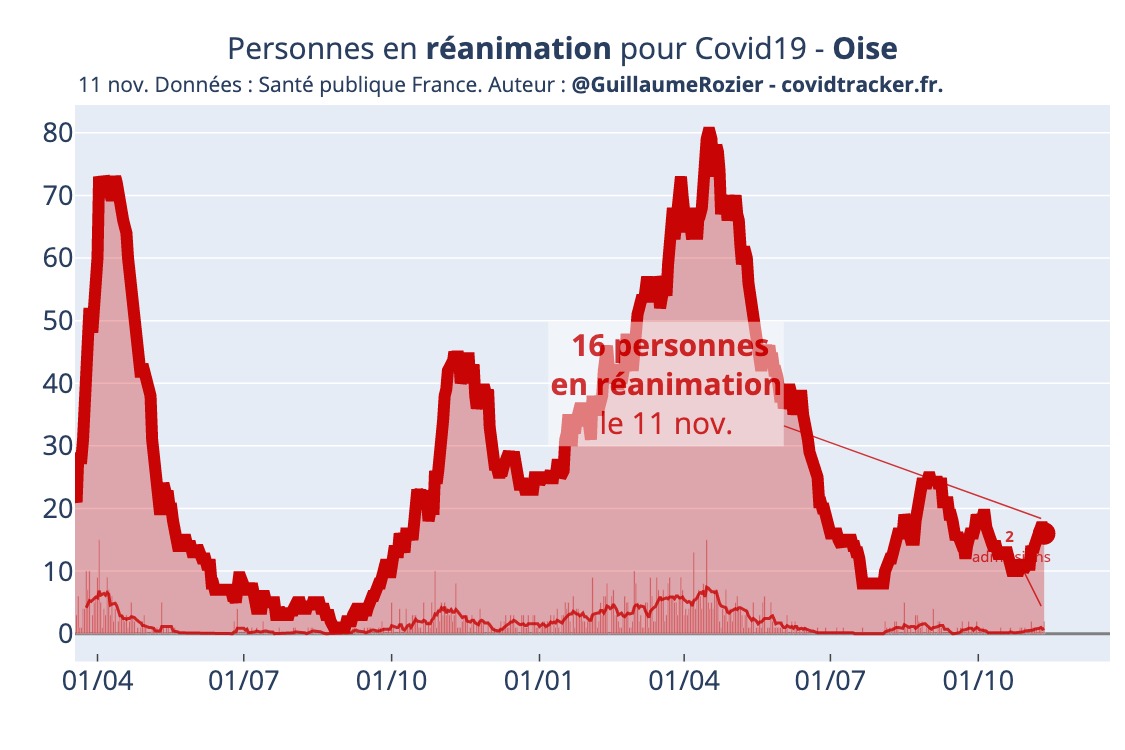 Personnes en réanimation pour Covid19 - Oise
11 nov. Données : Santé publique France. Auteur : @GuillaumeRozier - covidtracker.fr.
80
70
60
50
40
30
20
10
0
16 personnes
en réanimation
le 11 nov.
2
admissions
01/04
01/07
01/10
01/01
01/04
01/07
01/10